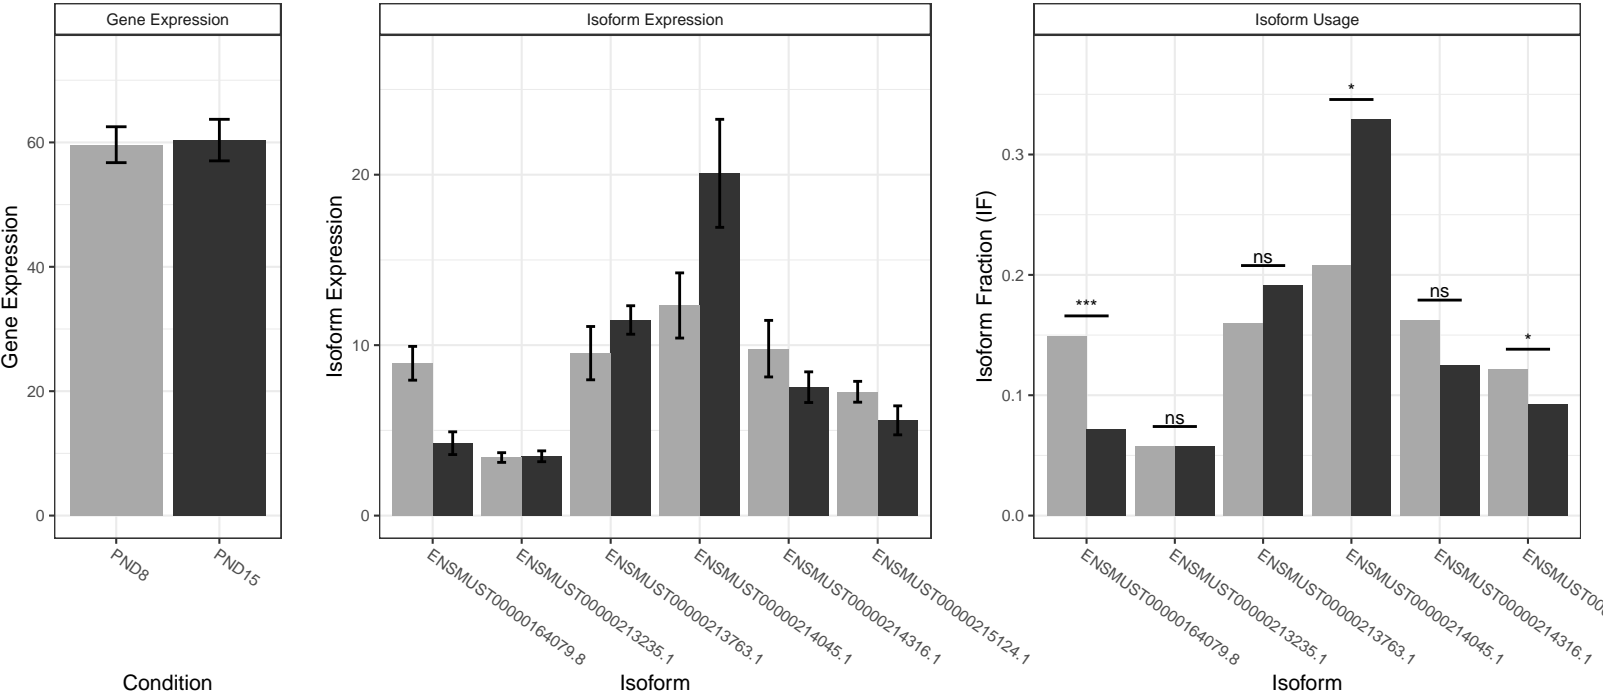 Gene Expression
Isoform Expression
Isoform Usage
Gene Expression
0
20
40
60
PND8
PND15
Condition
Isoform Expression
0
10
20
ENSMUST00000164079.8
ENSMUST00000213235.1
ENSMUST00000213763.1
ENSMUST00000214045.1
ENSMUST00000214316.1
ENSMUST00000215124.1
Isoform
Isoform Fraction (IF)
0.0
0.1
0.2
0.3
***
ns
ns
*
ns
*
ENSMUST00000164079.8
ENSMUST00000213235.1
ENSMUST00000213763.1
ENSMUST00000214045.1
ENSMUST00000214316.1
Isoform